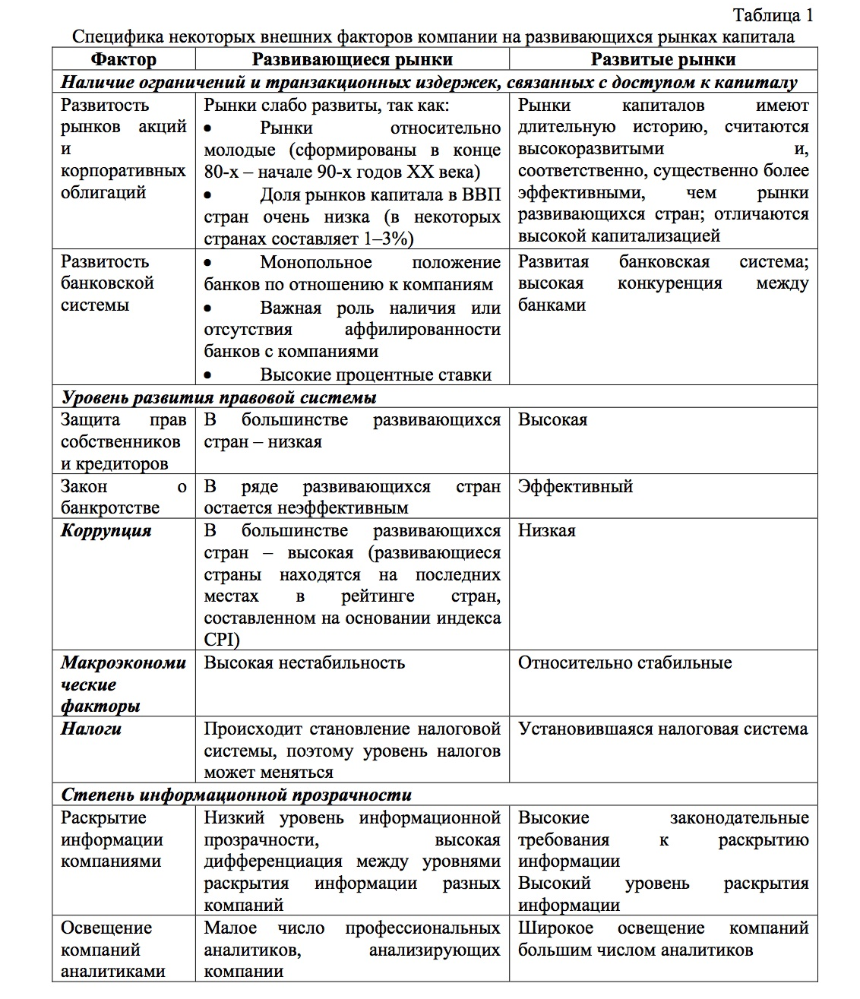 Таблица 1
Специфика некоторых внешних факторов компании на развивающихся рынках капитала
Фактор
Развивающиеся рынки
Развитые рынки
Наличие ограничений и транзакционных издержек, связанных с доступом к капиталу
Развитость
рынков акций
и
корпоративных
облигаций
Рынки слабо развиты, так как:
• Рынки относительно
молодые (сформированы в конце
80-х – начале 90-х годов XX века)
• Доля рынков капитала в ВВП
стран очень низка (в некоторых
странах составляет 1–3%)
Рынки капиталов имеют
длительную историю, считаются
высокоразвитыми и,
соответственно, существенно более
эффективными, чем рынки
развивающихся стран; отличаются
высокой капитализацией
Развитость
банковской
системы
• Монопольное положение
банков по отношению к компаниям
• Важная роль наличия или
отсутствия аффилированности
банков с компаниями
• Высокие процентные ставки
Развитая банковская система;
высокая конкуренция между
банками
Уровень развития правовой системы
Защита прав
собственников
и кредиторов
В большинстве развивающихся
стран – низкая
Высокая
Закон о
банкротстве
В ряде развивающихся стран
остается неэффективным
Эффективный
Коррупция
В большинстве развивающихся
стран – высокая (развивающиеся
страны находятся на последних
местах в рейтинге стран,
составленном на основании индекса
CPI)
Низкая
Макроэкономи
ческие
факторы
Высокая нестабильность
Относительно стабильные
Налоги
Происходит становление налоговой
системы, поэтому уровень налогов
может меняться
Установившаяся налоговая система
Степень информационной прозрачности
Раскрытие
информации
компаниями
Низкий уровень информационной
прозрачности, высокая
дифференциация между уровнями
раскрытия информации разных
компаний
Высокие законодательные
требования к раскрытию
информации
Высокий уровень раскрытия
информации
Освещение
компаний
аналитиками
Малое число профессиональных
аналитиков, анализирующих
компании
Широкое освещение компаний
большим числом аналитиков